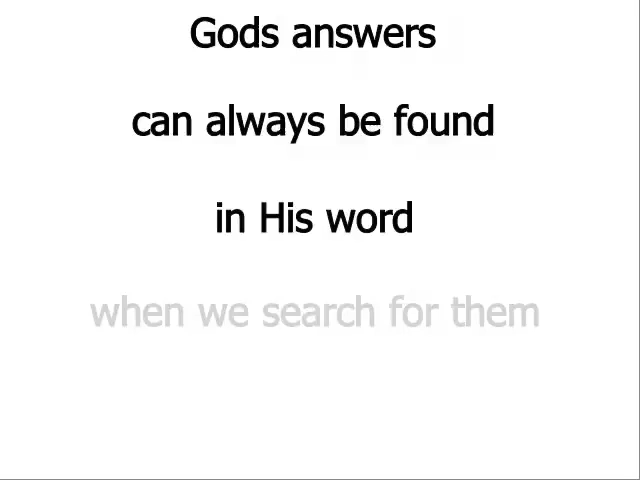 Gods answers
can always be found
in His word
when we search for them